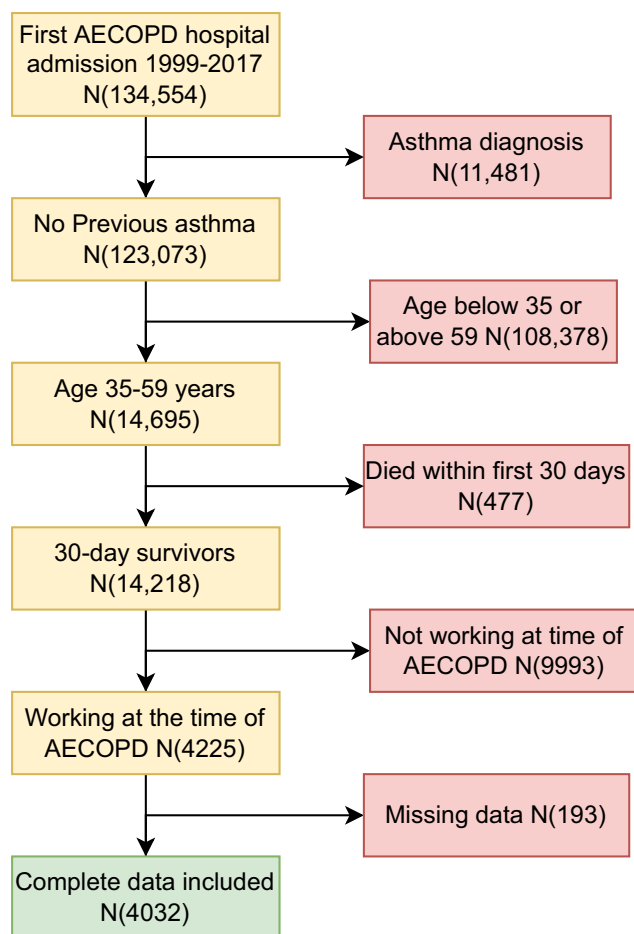 First AECOPD hospital
admission 1999-2017
N(134,554)
Asthma diagnosis
N(11,481)
No Previous asthma
N(123,073)
Age below 35 or
above 59 N(108,378)
Age 35-59 years
N(14,695)
Died within first 30 days
N(477)
30-day survivors
N(14,218)
Not working at time of
AECOPD N(9993)
Working at the time of
AECOPD N(4225)
Missing data N(193)
Complete data included
N(4032)